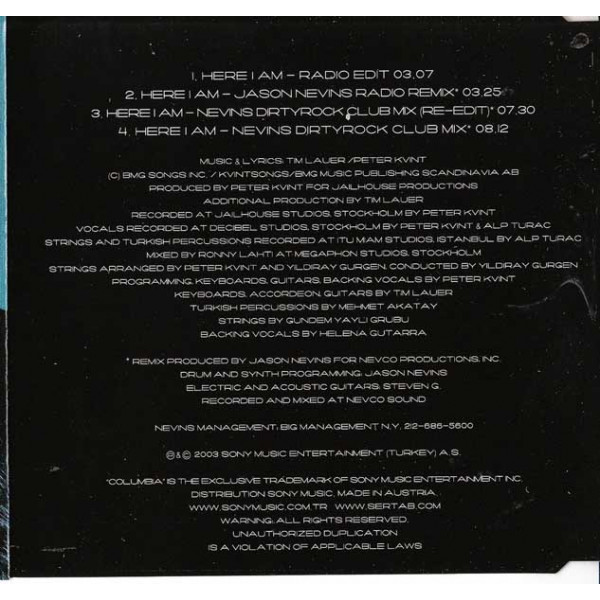 1. HERE I AM – RADIO EDIT 03.07
2. HERE I AM – JASON NEVINS RADIO REMIX* 03.25
3. HERE I AM – NEVINS DIRTYROCK CLUB MIX (RE-EDIT)* 07.30
4. HERE I AM – NEVINS DIRTYROCK CLUB MIX* 08.12
MUSIC & LYRICS: TIM LAUER/PETER KVINT
(C) BMG SONGS INC. / KVINTSONGS/BMG MUSIC PUBLISHING SCANDINAVIA AB
PRODUCED BY PETER KVINT FOR JAILHOUSE PRODUCTIONS
ADDITIONAL PRODUCTION BY TIM LAUER
RECORDED AT JAILHOUSE STUDIOS, STOCKHOLM BY PETER KVINT
VOCALS RECORDED AT DECIBEL STUDIOS, STOCKHOLM BY PETER KVINT & ALP TURAC
STRINGS AND TURKISH PERCUSSIONS RECORDED AT ITU MIAM STUDIOS, ISTANBUL BY ALP TURAC
MIXED BY RONNY LAHTI AT MEGAPHON STUDIOS, STOCKHOLM
STRINGS ARRANGED BY PETER KVINT AND YILDIRAY GURGEN, CONDUCTED BY YILDIRAY GURGEN
PROGRAMMING, KEYBOARDS, GUITARS, BACKING VOCALS BY PETER KVINT
KEYBOARDS, ACCORDEON, GUITARS BY TIM LAUER
TURKISH PERCUSSIONS BY MEHMET AKATAY
STRINGS BY GUNDEM YAYLI GRUBU
BACKING VOCALS BY HELENA GUTARRA
* REMIX PRODUCED BY JASON NEVINS FOR NEVCO PRODUCTIONS, INC.
DRUM AND SYNTH PROGRAMMING: JASON NEVINS
ELECTRIC AND ACOUSTIC GUITARS: STEVEN G.
RECORDED AND MIXED AT NEVCO SOUND
NEVINS MANAGEMENT: BIG MANAGEMENT N.Y. 212-686-5600
℗ & © 2003 SONY MUSIC ENTERTAINMENT (TURKEY) A.S.
"COLUMBIA" IS THE EXCLUSIVE TRADEMARK OF SONY MUSIC ENTERTAINMENT INC.
DISTRIBUTION SONY MUSIC. MADE IN AUSTRIA.
WWW.SONYMUSIC.COM.TR WWW.SERTAB.COM
WARNING: ALL RIGHTS RESERVED.
UNAUTHORIZED DUPLICATION
IS A VIOLATION OF APPLICABLE LAWS